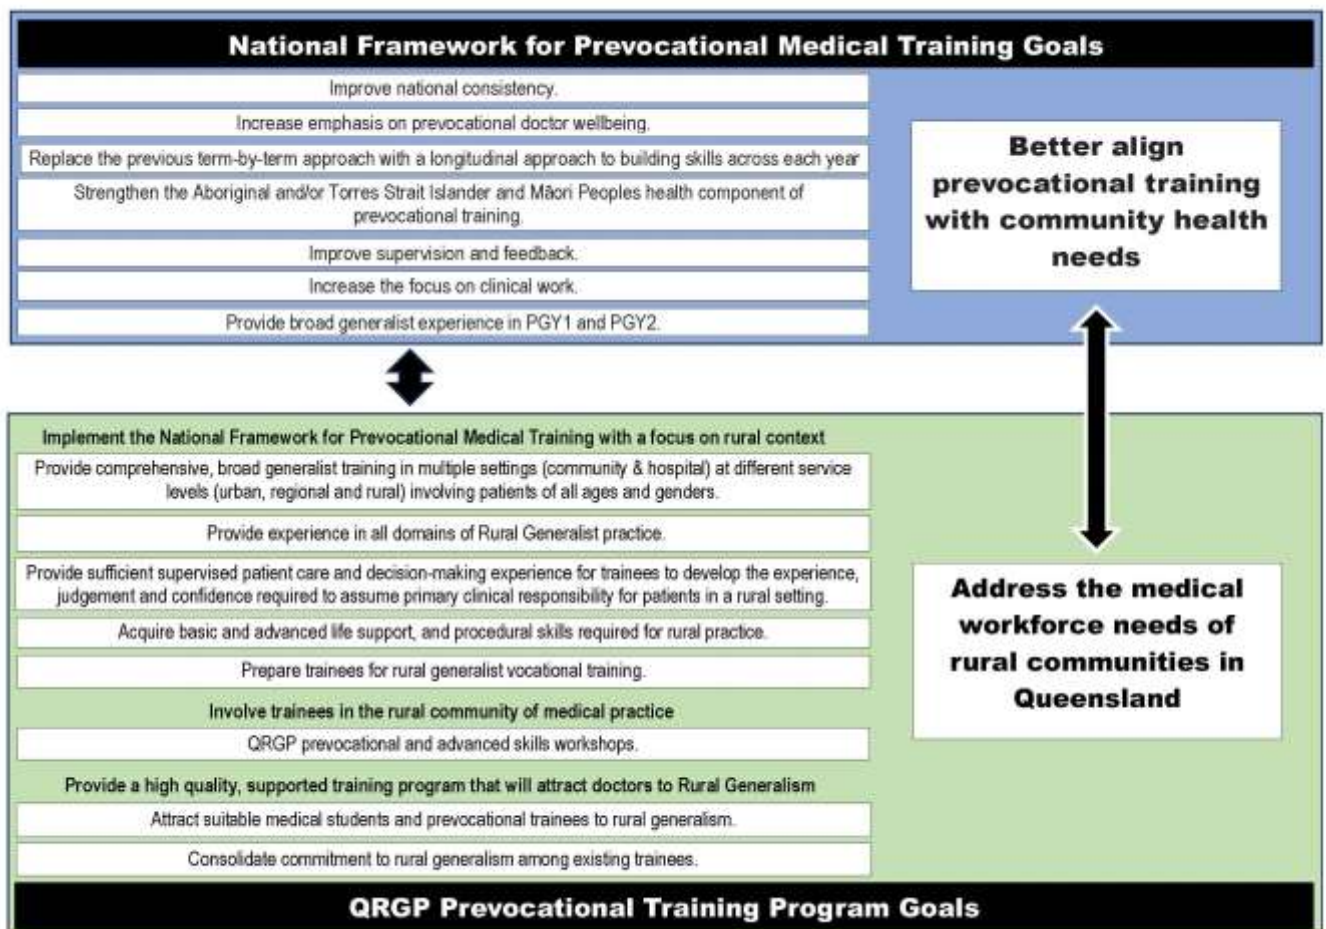 National Framework for Prevocational Medical Training Goals
Improve national consistency.
Increase emphasis on prevocational doctor wellbeing.
Replace the previous term-by-term approach with a longitudinal approach to building skills across each year
Strengthen the Aboriginal and/or Torres Strait Islander and Māori Peoples health component of
prevocational training.
Improve supervision and feedback.
Increase the focus on clinical work.
Provide broad generalist experience in PGY1 and PGY2.
Better align
prevocational training
with community health
needs
Implement the National Framework for Prevocational Medical Training with a focus on rural context
Provide comprehensive, broad generalist training in multiple settings (community & hospital) at different service
levels (urban, regional and rural) involving patients of all ages and genders.
Provide experience in all domains of Rural Generalist practice.
Provide sufficient supervised patient care and decision-making experience for trainees to develop the experience,
judgement and confidence required to assume primary clinical responsibility for patients in a rural setting.
Acquire basic and advanced life support, and procedural skills required for rural practice.
Prepare trainees for rural generalist vocational training.
Involve trainees in the rural community of medical practice
QRGP prevocational and advanced skills workshops.
Provide a high quality, supported training program that will attract doctors to Rural Generalism
Attract suitable medical students and prevocational trainees to rural generalism.
Consolidate commitment to rural generalism among existing trainees.
Address the medical
workforce needs of
rural communities in
Queensland
QRGP Prevocational Training Program Goals